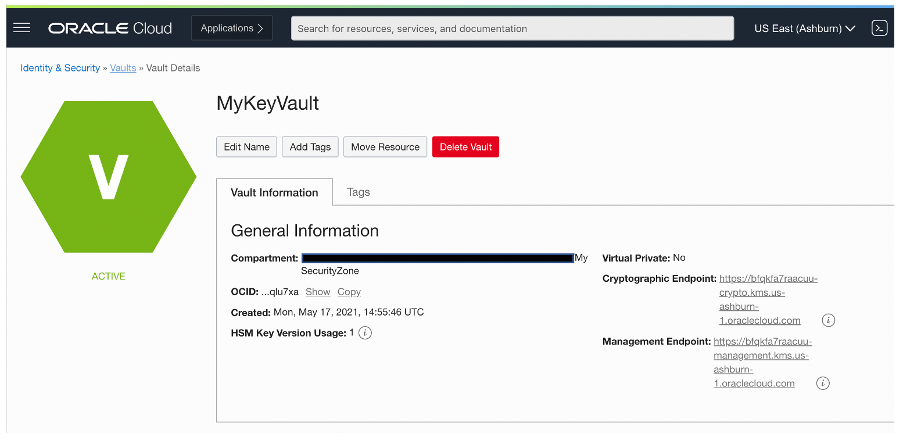 ORACLE Cloud Applications Search for resources, services, and documentation US East (Ashburn)
Identity & Security » Vaults » Vault Details
V
ACTIVE
MyKeyVault
Edit Name Add Tags Move Resource Delete Vault
Vault Information Tags
General Information
Compartment: My
SecurityZone
OCID: ...qlu7xa Show Copy
Created: Mon, May 17, 2021, 14:55:46 UTC
HSM Key Version Usage: 1 i
Virtual Private: No
Cryptographic Endpoint: https://bfqkfa7raacuu-
crypto.kms.us-
ashburn-
1.oraclecloud.com i
Management Endpoint: https://bfqkfa7raacuu-
management.kms.us-
ashburn-
1.oraclecloud.com i